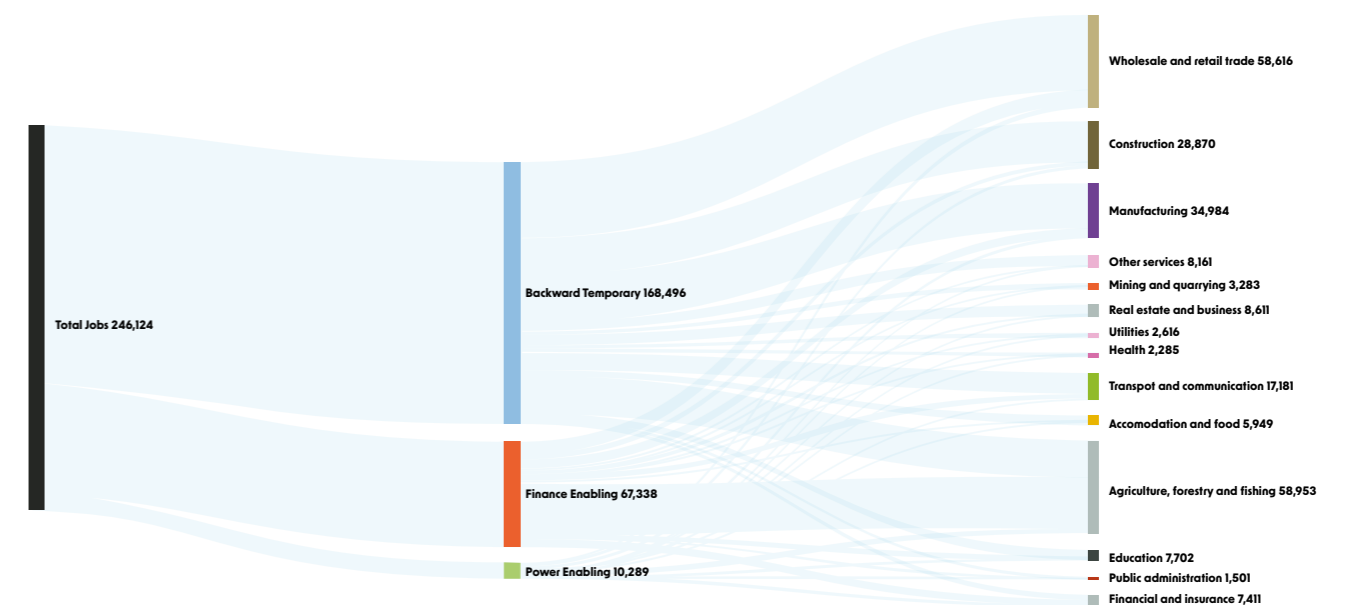 Total Jobs 246,124
Backward Temporary 168,496
Finance Enabling 67,338
Power Enabling 10,289
Wholesale and retail trade 58,616
Construction 28,870
Manufacturing 34,984
Other services 8,161
Mining and quarrying 3,283
Real estate and business 8,611
Utilities 2,616
Health 2,285
Transpot and communication 17,181
Accomodation and food 5,949
Agriculture, forestry and fishing 58,953
Education 7,702
Public administration 1,501
Financial and insurance 7,411